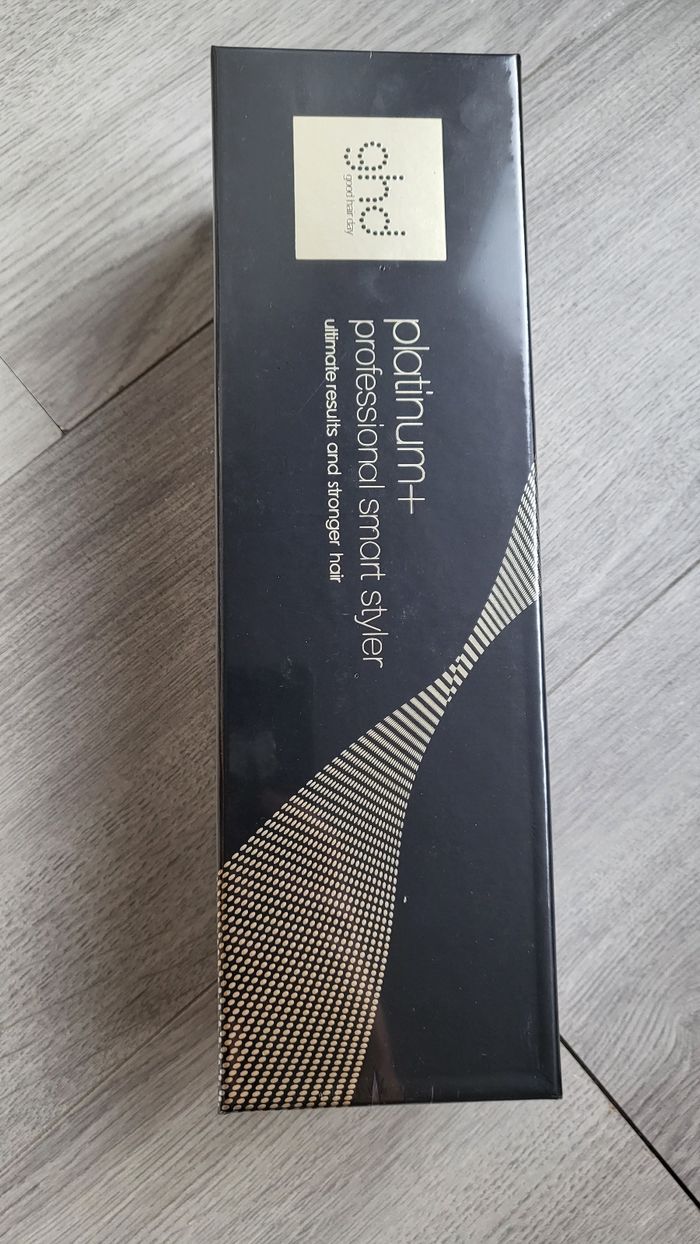 ghd
good hair day
platinum+
professional smart styler
ultimate results and stronger hair